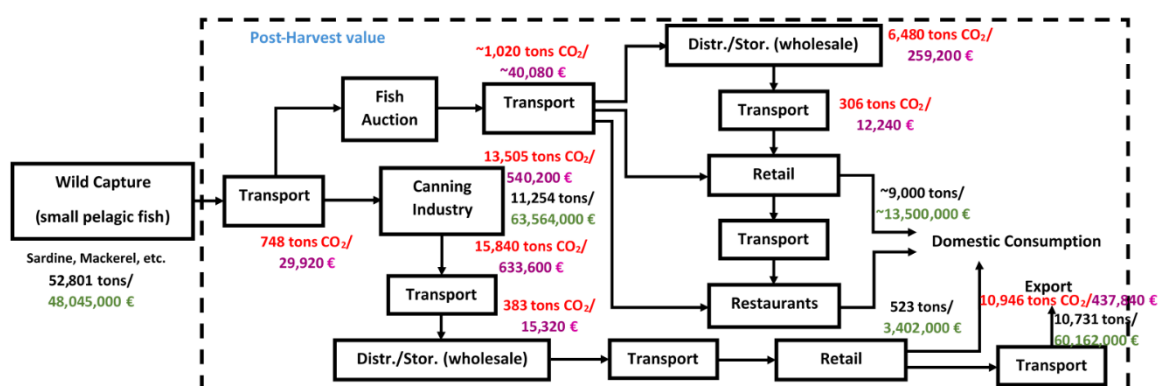 Post-Harvest value
~1,020 tons CO₂/
~40,080 €
Distr./Stor. (wholesale)
6,480 tons CO₂/
259,200 €
Fish
Auction
Transport
Transport
306 tons CO₂/
12,240 €
Wild Capture
(small pelagic fish)
Sardine, Mackerel, etc.
52,801 tons/
48,045,000 €
Transport
748 tons CO₂/
29,920 €
Canning
Industry
13,505 tons CO₂/
540,200 €
11,254 tons/
63,564,000 €
15,840 tons CO₂/
633,600 €
Retail
~9,000 tons/
~13,500,000 €
Transport
Domestic Consumption
Restaurants
Transport
383 tons CO₂/
15,320 €
523 tons/
3,402,000 €
Export
10,946 tons CO₂/437,840 €
10,731 tons/
60,162,000 €
Distr./Stor. (wholesale)
Transport
Retail
Transport